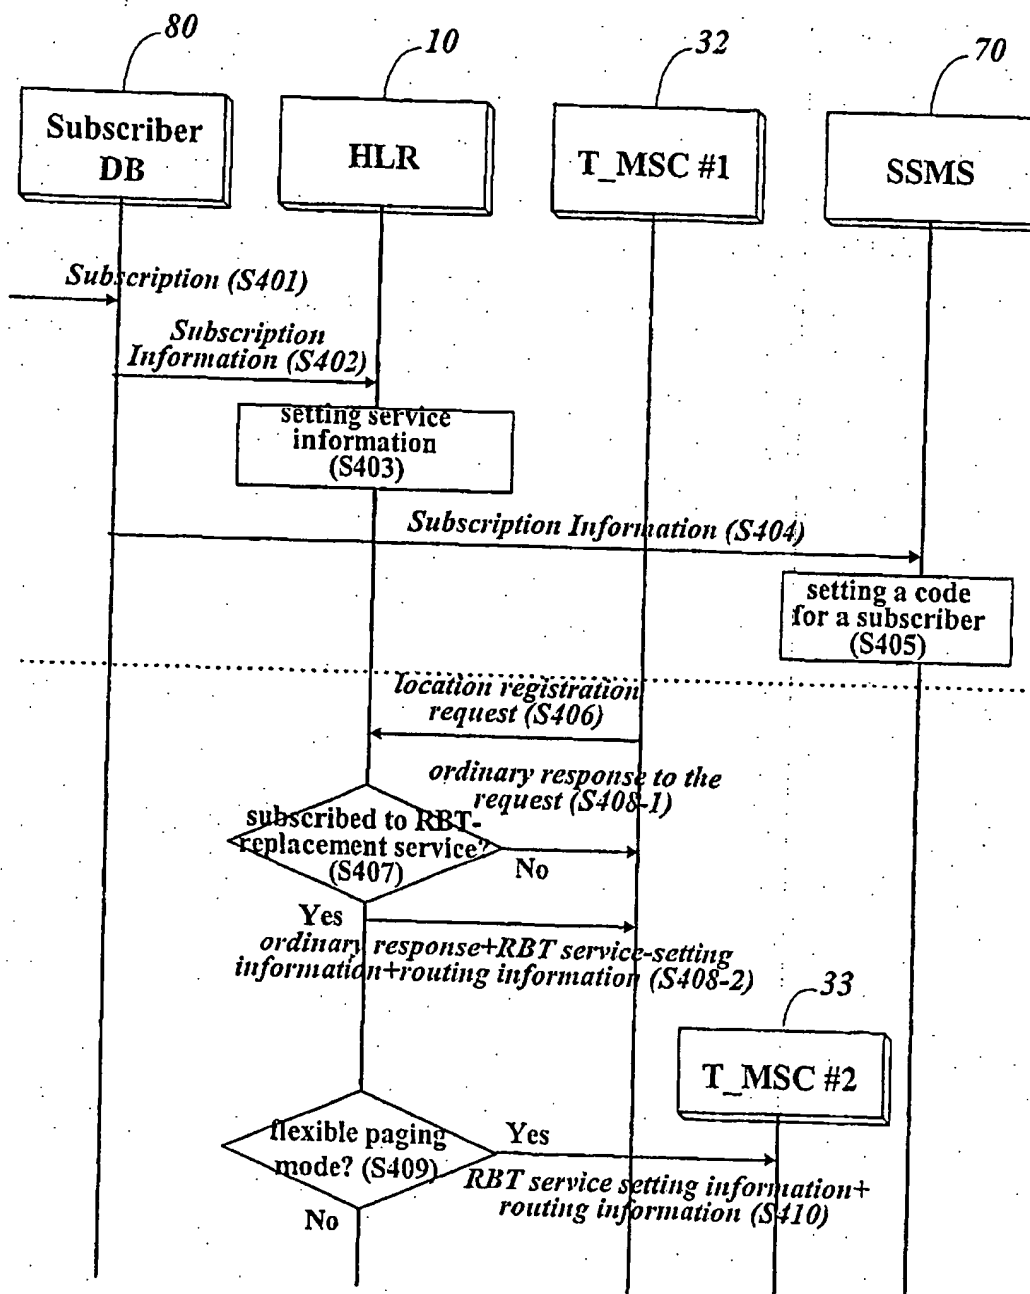 80
10
32
70
Subscriber
DB
HLR
T_MSC #1
SSMS
Subscription (S401)
Subscription
Information (S402)
setting service
information
(S403)
Subscription Information (S404)
setting a code
for a subscriber
(S405)
location registration
request (S406)
ordinary response to the
request (S408-1)
subscribed to RBT-
replacement service?
(S407)
No
Yes
ordinary response+RBT service-setting
information+routing information (S408-2)
33
T_MSC #2
flexible paging
mode? (S409)
Yes
RBT service setting information+
routing information (S410)
No